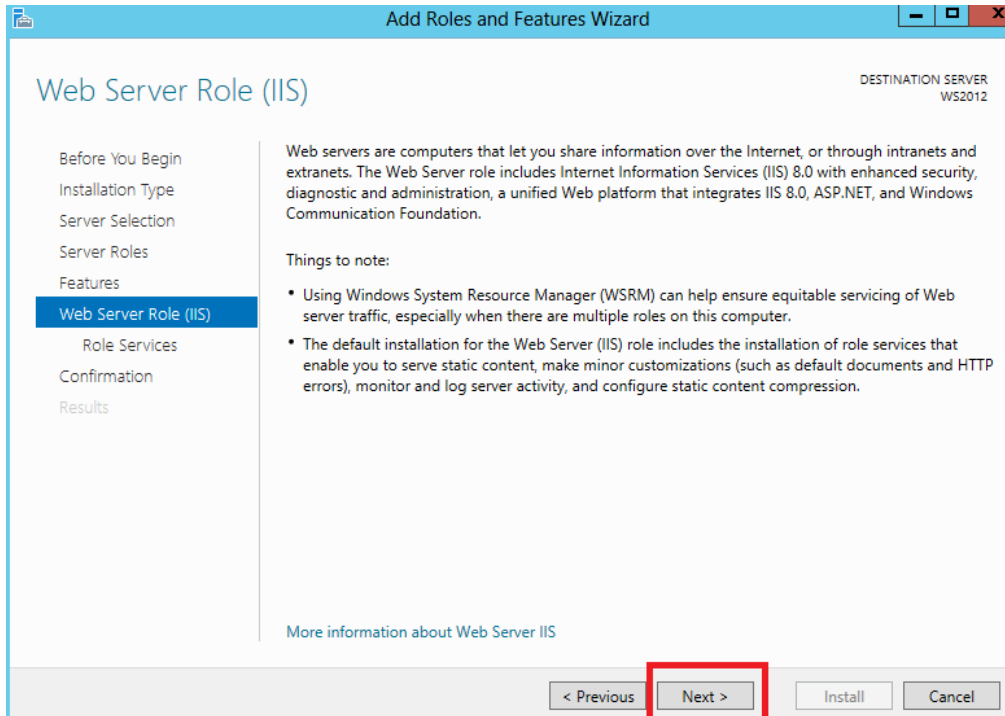 Add Roles and Features Wizard
Web Server Role (IIS)
DESTINATION SERVER
WS2012
Before You Begin
Installation Type
Server Selection
Server Roles
Features
Web Server Role (IIS)
Role Services
Confirmation
Results
Web servers are computers that let you share information over the Internet, or through intranets and
extranets. The Web Server role includes Internet Information Services (IIS) 8.0 with enhanced security,
diagnostic and administration, a unified Web platform that integrates IIS 8.0, ASP.NET, and Windows
Communication Foundation.
Things to note:
• Using Windows System Resource Manager (WSRM) can help ensure equitable servicing of Web
server traffic, especially when there are multiple roles on this computer.
• The default installation for the Web Server (IIS) role includes the installation of role services that
enable you to serve static content, make minor customizations (such as default documents and HTTP
errors), monitor and log server activity, and configure static content compression.
More information about Web Server IIS
< Previous
Next >
Install
Cancel